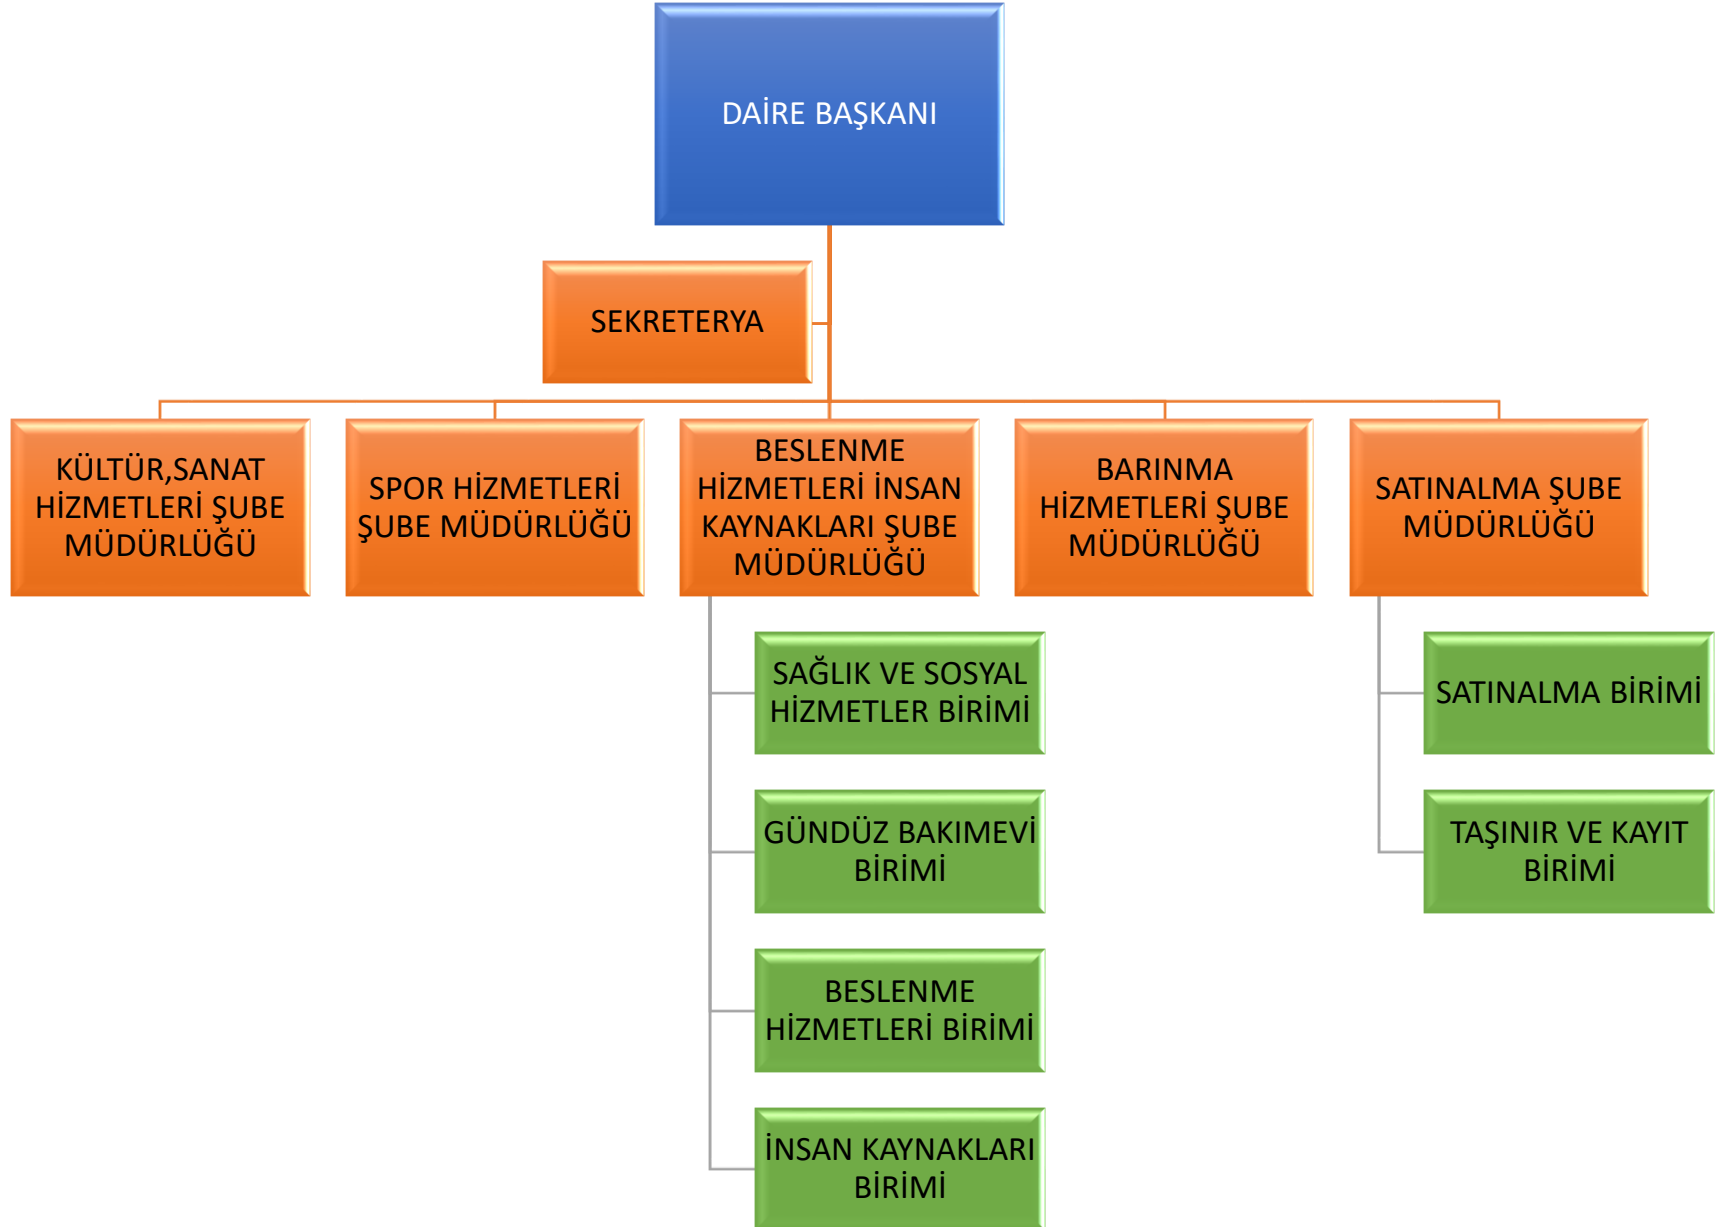 DAİRE BAŞKANI
SEKRETERYA
KÜLTÜR,SANAT
HİZMETLERİ ŞUBE
MÜDÜRLÜĞÜ
SPOR HİZMETLERİ
ŞUBE MÜDÜRLÜĞÜ
BESLENME
HİZMETLERİ İNSAN
KAYNAKLARI ŞUBE
MÜDÜRLÜĞÜ
BARINMA
HİZMETLERİ ŞUBE
MÜDÜRLÜĞÜ
SATINALMA ŞUBE
MÜDÜRLÜĞÜ
SAĞLIK VE SOSYAL
HİZMETLER BİRİMİ
GÜNDÜZ BAKIMEVİ
BİRİMİ
BESLENME
HİZMETLERİ BİRİMİ
İNSAN KAYNAKLARI
BİRİMİ
SATINALMA BİRİMİ
TAŞINIR VE KAYIT
BİRİMİ